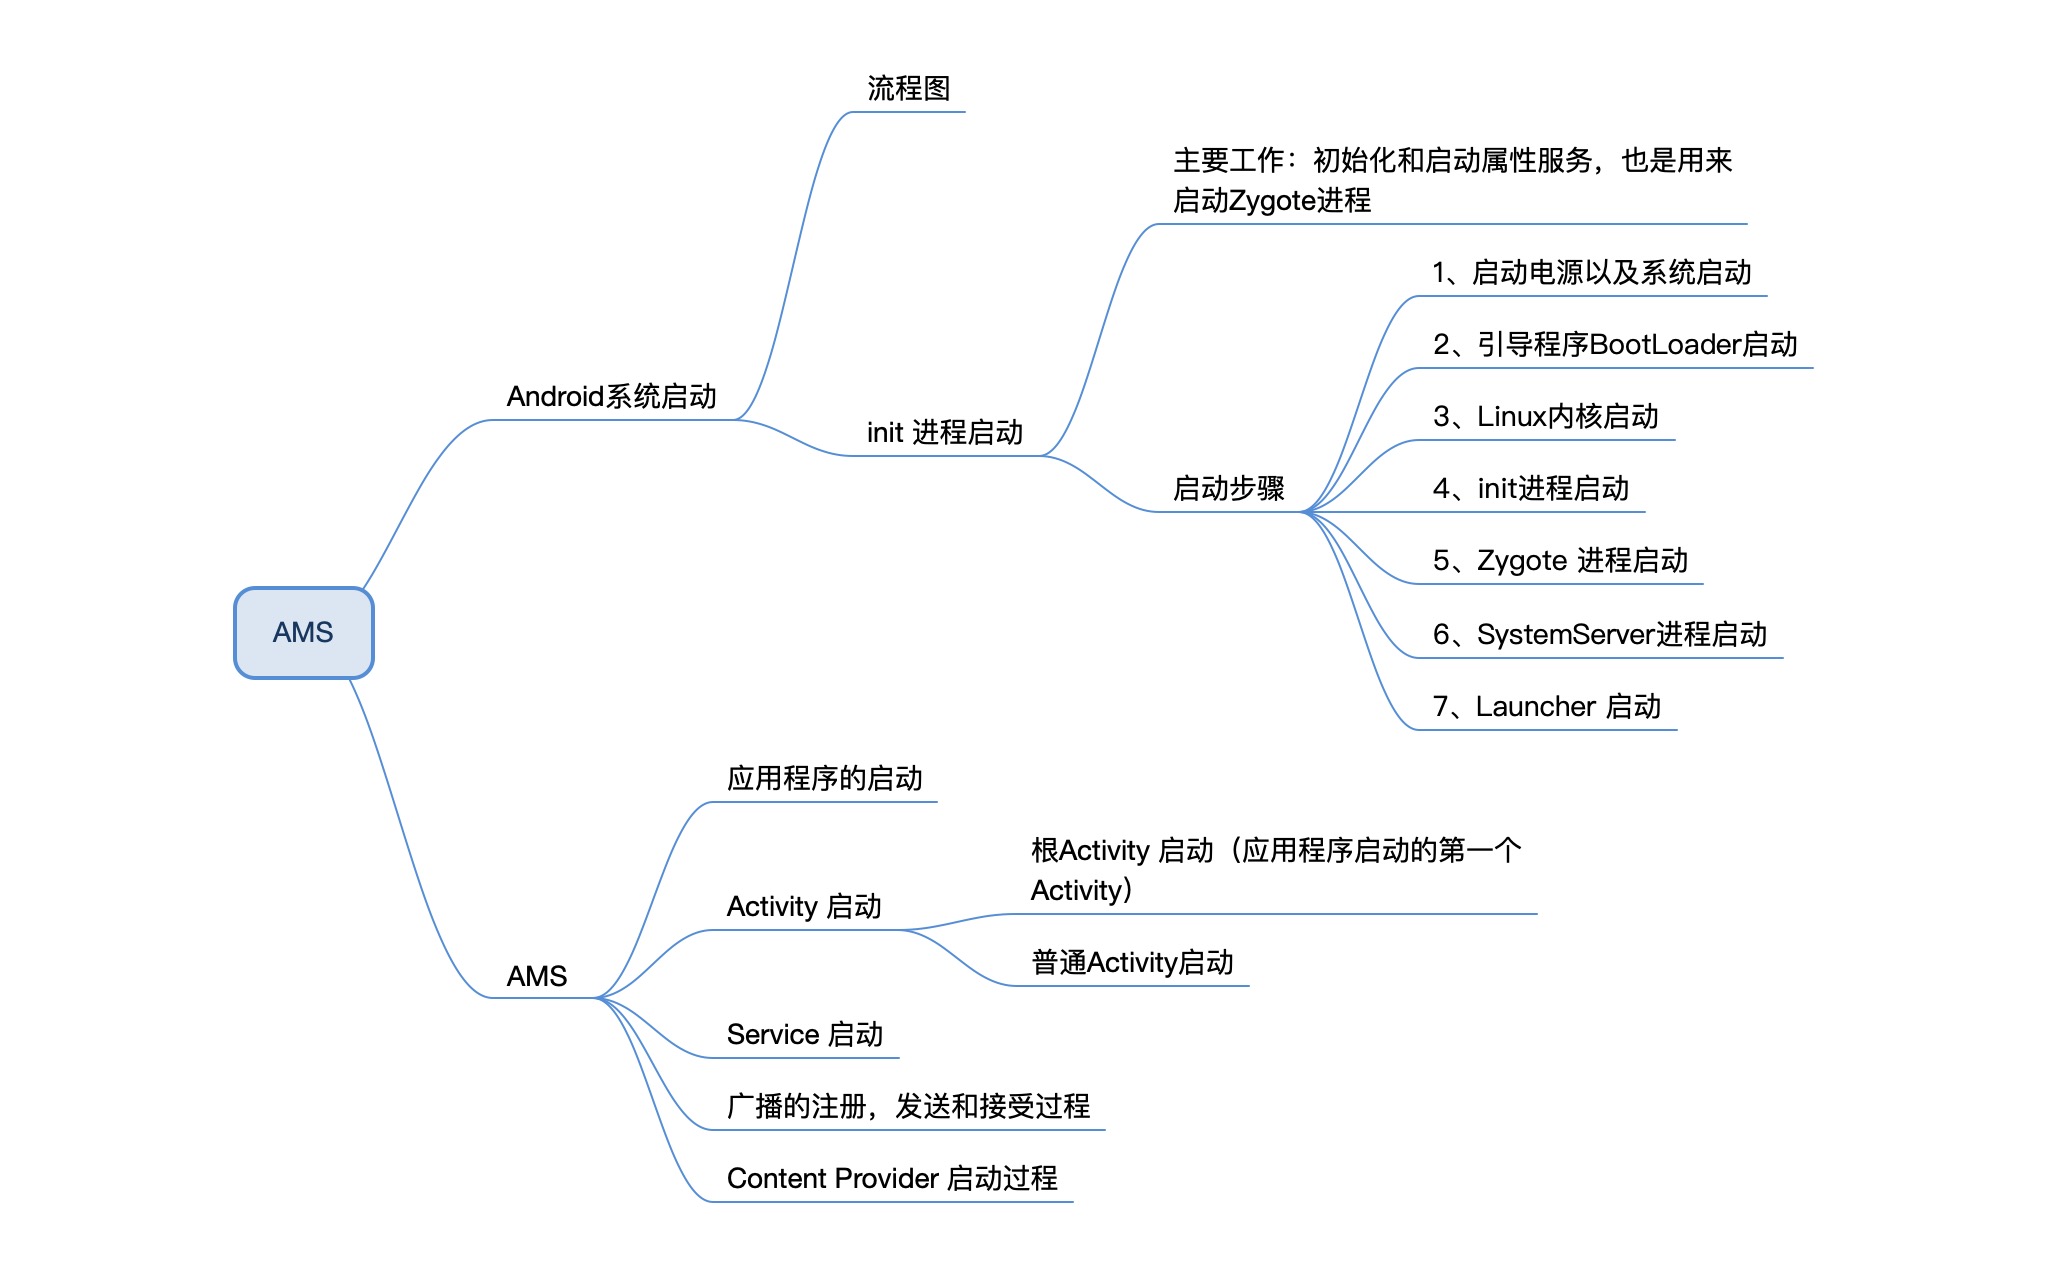 流程图
主要工作：初始化和启动属性服务，也是用来
启动Zygote进程
1、启动电源以及系统启动
2、引导程序BootLoader启动
Android系统启动
3、Linux内核启动
init 进程启动
启动步骤
4、init进程启动
5、Zygote 进程启动
AMS
6、SystemServer进程启动
7、Launcher 启动
应用程序的启动
根Activity 启动（应用程序启动的第一个
Activity）
Activity 启动
普通Activity启动
AMS
Service 启动
广播的注册，发送和接受过程
Content Provider 启动过程